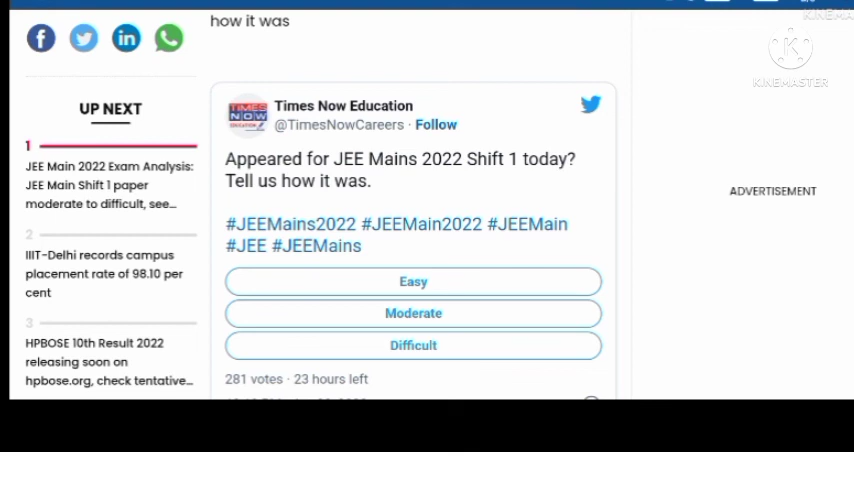 how it was
KINEMA
KINEMASTER
UP NEXT
1
JEE Main 2022 Exam Analysis:
JEE Main Shift 1 paper
moderate to difficult, see...
2
IIIT-Delhi records campus
placement rate of 98.10 per
cent
3
HPBOSE 10th Result 2022
releasing soon on
hpbose.org, check tentative...
TIMES
NOW
EDUCATION
Times Now Education
@TimesNowCareers · Follow
Appeared for JEE Mains 2022 Shift 1 today?
Tell us how it was.
#JEEMains2022 #JEEMain2022 #JEEMain
#JEE #JEEMains
Easy
Moderate
Difficult
281 votes · 23 hours left
ADVERTISEMENT